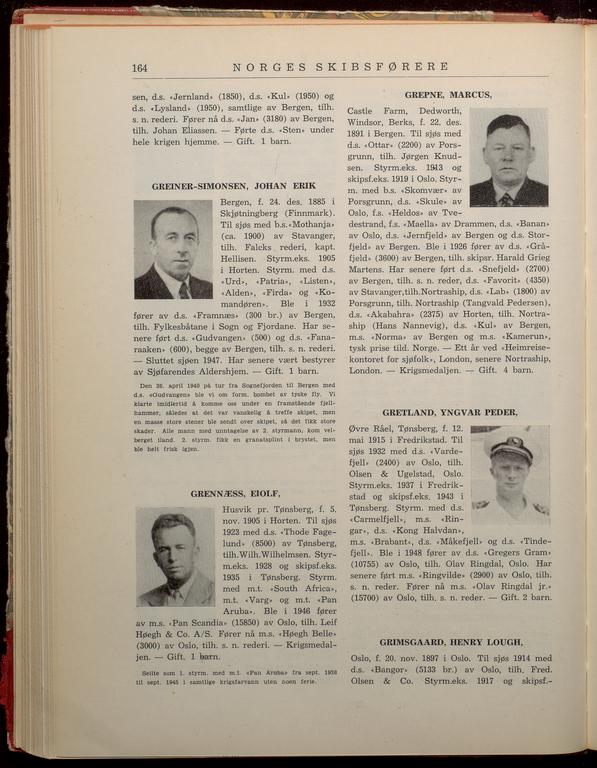 164 NORGES SKIBSFØRERE
sen, d.s. «Jernland» (1850), d.s. «Kul» (1950) og
d.s. «Lysland» (1950), samtlige av Bergen, tilh.
s. n. rederi. Fører nå d.s. «Jan» (3180) av Bergen,
tilh. Johan Eliassen. — Førte d.s. «Sten» under
hele krigen hjemme. — Gift. 1 barn.
GREINER-SIMONSEN, JOHAN ERIK
Bergen, f. 24. des. 1885 i
Skjøtningberg (Finnmark).
Til sjøs med b.s.«Mothanja»
(ca. 1900) av Stavanger,
tilh. Falcks rederi, kapt.
Hellisen. Styrm.eks. 1905
i Horten. Styrm. med d.s.
«Urd», «Patria», «Listen»,
«Alden», «Firda» og «Ko-
mandøren». Ble i 1932
fører av d.s. «Framnæs» (300 br.) av Bergen,
tilh. Fylkesbåtane i Sogn og Fjordane. Har se-
nere ført d.s. «Gudvangen» (500) og d.s. «Fana-
raaken» (600), begge av Bergen, tilh. s. n. rederi.
— Sluttet sjøen 1947. Har senere vært bestyrer
av Sjøfarendes Aldershjem. — Gift. 1 barn.
Den 26. april 1940 på tur fra Sognefjorden til Bergen med
d.s. «Gudvangen» ble vi om form. bombet av tyske fly. Vi
klarte imidlertid å komme oss under en framstående fjell-
hammer, således at det var vanskelig å treffe skipet, men
en masse store stener ble sendt over skipet, så det fikk store
skader. Alle mann med unntagelse av 2. styrmann, kom vel-
berget iland. 2. styrm. fikk en granatsplint i brystet, men
ble helt frisk igjen.
GRENNÆSS, EIOLF,
Husvik pr. Tønsberg, f. 5.
nov. 1905 i Horten. Til sjøs
1923 med d.s. «Thode Fage-
lund» (8500) av Tønsberg,
tilh.Wilh.Wilhelmsen. Styr-
m.eks. 1928 og skipsf.eks.
1935 i Tønsberg. Styrm.
med m.t. «South Africa»,
m.t. «Varg» og m.t. «Pan
Aruba». Ble i 1946 fører
av m.s. «Pan Scandia» (15850) av Oslo, tilh. Leif
Høegh & Co. A/S. Fører nå m.s. «Høegh Belle»
(3000) av Oslo, tilh. s. n. rederi. — Krigsmedal-
jen. — Gift. 1 barn.
Seilte som 1. styrm. med m.t. «Pan Aruba» fra sept. 1938
til sept. 1945 i samtlige krigsfarvann uten noen ferie.
GREPNE, MARCUS,
Castle Farm, Dedworth,
Windsor, Berks, f. 22. des.
1891 i Bergen. Til sjøs med
d.s. «Ottar» (2200) av Pors-
grunn, tilh. Jørgen Knud-
sen. Styrm.eks. 1913 og
skipsf.eks. 1919 i Oslo. Styr-
m. med b.s. «Skomvær» av
Porsgrunn, d.s. «Skule» av
Oslo, f.s. «Heldos» av Tve-
destrand, f.s. «Maella» av Drammen, d.s. «Banan»
av Oslo, d.s. «Jernfjeld» av Bergen og d.s. Stor-
fjeld» av Bergen. Ble i 1926 fører av d.s. «Grå-
fjeld» (3600) av Bergen, tilh. skipsr. Harald Grieg
Martens. Har senere ført d.s. «Snefjeld» (2700)
av Bergen, tilh. s. n. reder, d.s. «Favorit» (4350)
av Stavanger,tilh.Nortraship, d.s. «Lab» (1800) av
Porsgrunn, tilh. Nortraship (Tangvald Pedersen),
d.s. «Akabahra» (2375) av Horten, tilh. Nortra-
ship (Hans Nannevig), d.s. «Kul» av Bergen,
m.s. «Norma» av Bergen og m.s. «Kamerun»,
tysk prise tild. Norge. — Ett år ved «Heimreise-
kontoret for sjøfolk», London, senere Nortraship,
London. — Krigsmedaljen. — Gift. 4 barn.
GRETLAND, YNGVAR PEDER,
Øvre Råel, Tønsberg, f. 12.
mai 1915 i Fredrikstad. Til
sjøs 1932 med d.s. «Varde-
fjell» (2400) av Oslo, tilh.
Olsen & Ugelstad, Oslo.
Styrm.eks. 1937 i Fredrik-
stad og skipsf.eks. 1943 i
Tønsberg. Styrm. med d.s.
«Carmelfjell», m.s. «Rin-
gar», d.s. «Kong Halvdan»,
m.s. «Brabant», d.s. «Måkefjell» og d.s. «Tinde-
fjell». Ble i 1948 fører av d.s. «Gregers Gram»
(10755) av Oslo, tilh. Olav Ringdal, Oslo. Har
senere ført m.s. «Ringvilde» (2900) av Oslo, tilh.
s. n. reder. Fører nå m.s. «Olav Ringdal jr.»
(15700) av Oslo, tilh. s. n. reder. — Gift. 2 barn.
GRIMSGAARD, HENRY LOUGH,
Oslo, f. 20. nov. 1897 i Oslo. Til sjøs 1914 med
d.s. «Bangor» (5133 br.) av Oslo, tilh. Fred.
Olsen & Co. Styrm.eks. 1917 og skipsf.-